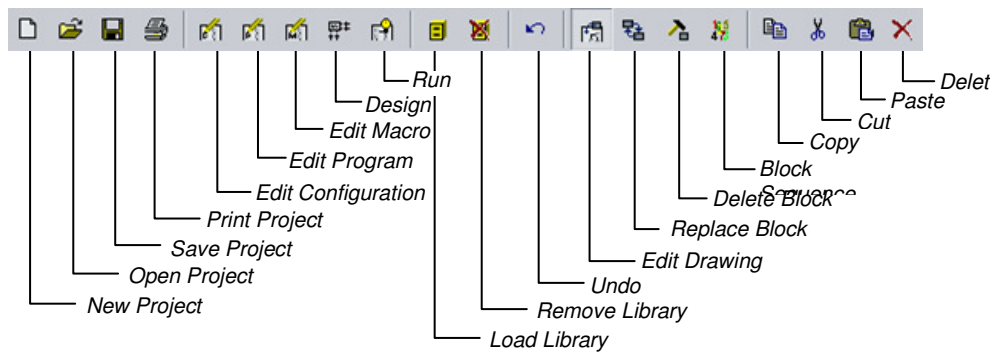 Run
Delet
Design
Paste
Edit Macro
Cut
Edit Program
Copy
Edit Configuration
Block
Sequence
Delete Block
Print Project
Replace Block
Save Project
Edit Drawing
Open Project
Undo
New Project
Remove Library
Load Library